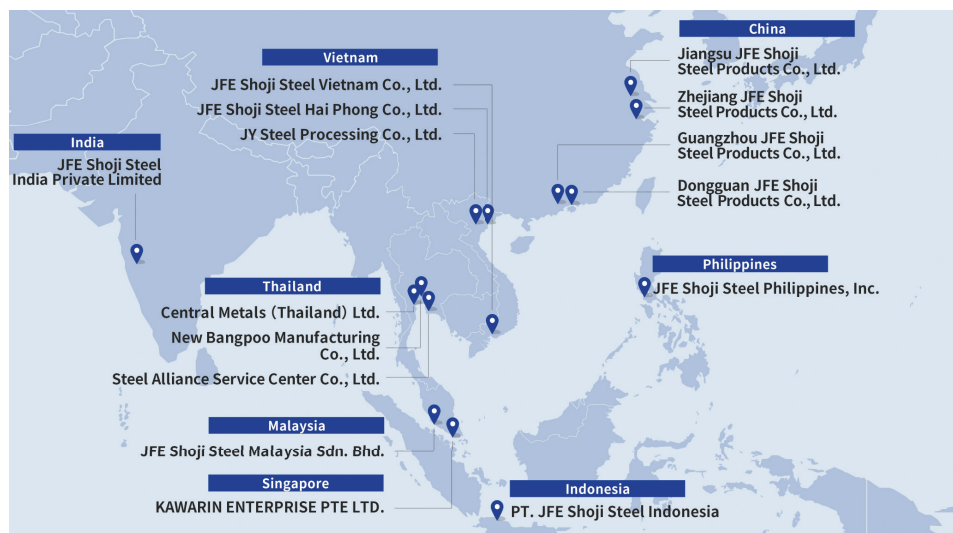 China
Jiangsu JFE Shoji
Steel Products Co., Ltd.
Zhejiang JFE Shoji
Steel Products Co., Ltd.
Guangzhou JFE Shoji
Steel Products Co., Ltd.
Dongguan JFE Shoji
Steel Products Co., Ltd.
Vietnam
JFE Shoji Steel Vietnam Co., Ltd.
JFE Shoji Steel Hai Phong Co., Ltd.
JY Steel Processing Co., Ltd.
India
JFE Shoji Steel
India Private Limited
Philippines
JFE Shoji Steel Philippines, Inc.
Thailand
Central Metals (Thailand) Ltd.
New Bangpoo Manufacturing
Co., Ltd.
Steel Alliance Service Center Co., Ltd.
Malaysia
JFE Shoji Steel Malaysia Sdn. Bhd.
Singapore
KAWARIN ENTERPRISE PTE LTD.
Indonesia
PT. JFE Shoji Steel Indonesia